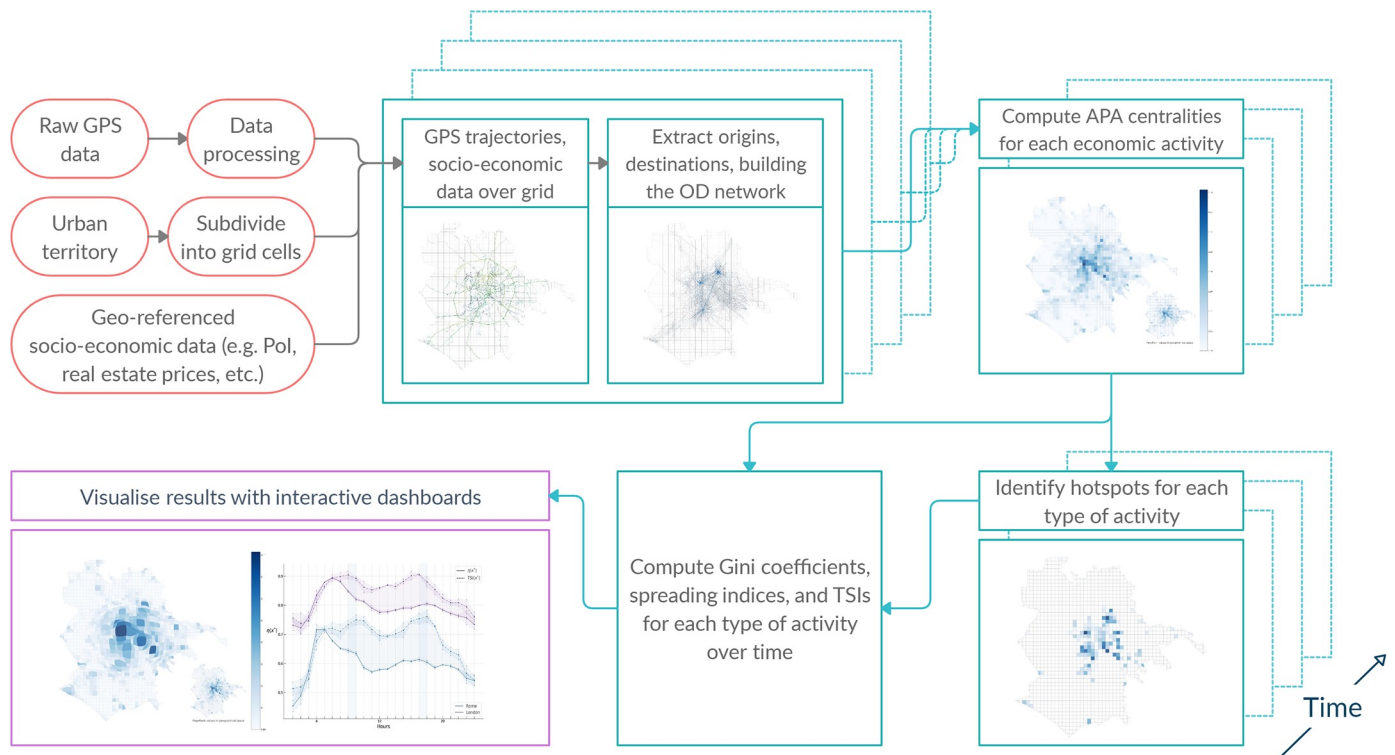 Raw GPS
data
Data
processing
Urban
territory
Subdivide
into grid cells
Geo-referenced
socio-economic data (e.g. PoI,
real estate prices, etc.)
GPS trajectories,
socio-economic
data over grid
Extract origins,
destinations, building
the OD network
Compute APA centralities
for each economic activity
Identify hotspots for each
type of activity
Compute Gini coefficients,
spreading indices, and TSIs
for each type of activity
over time
Visualise results with interactive dashboards
Rome
London
Hours
Time